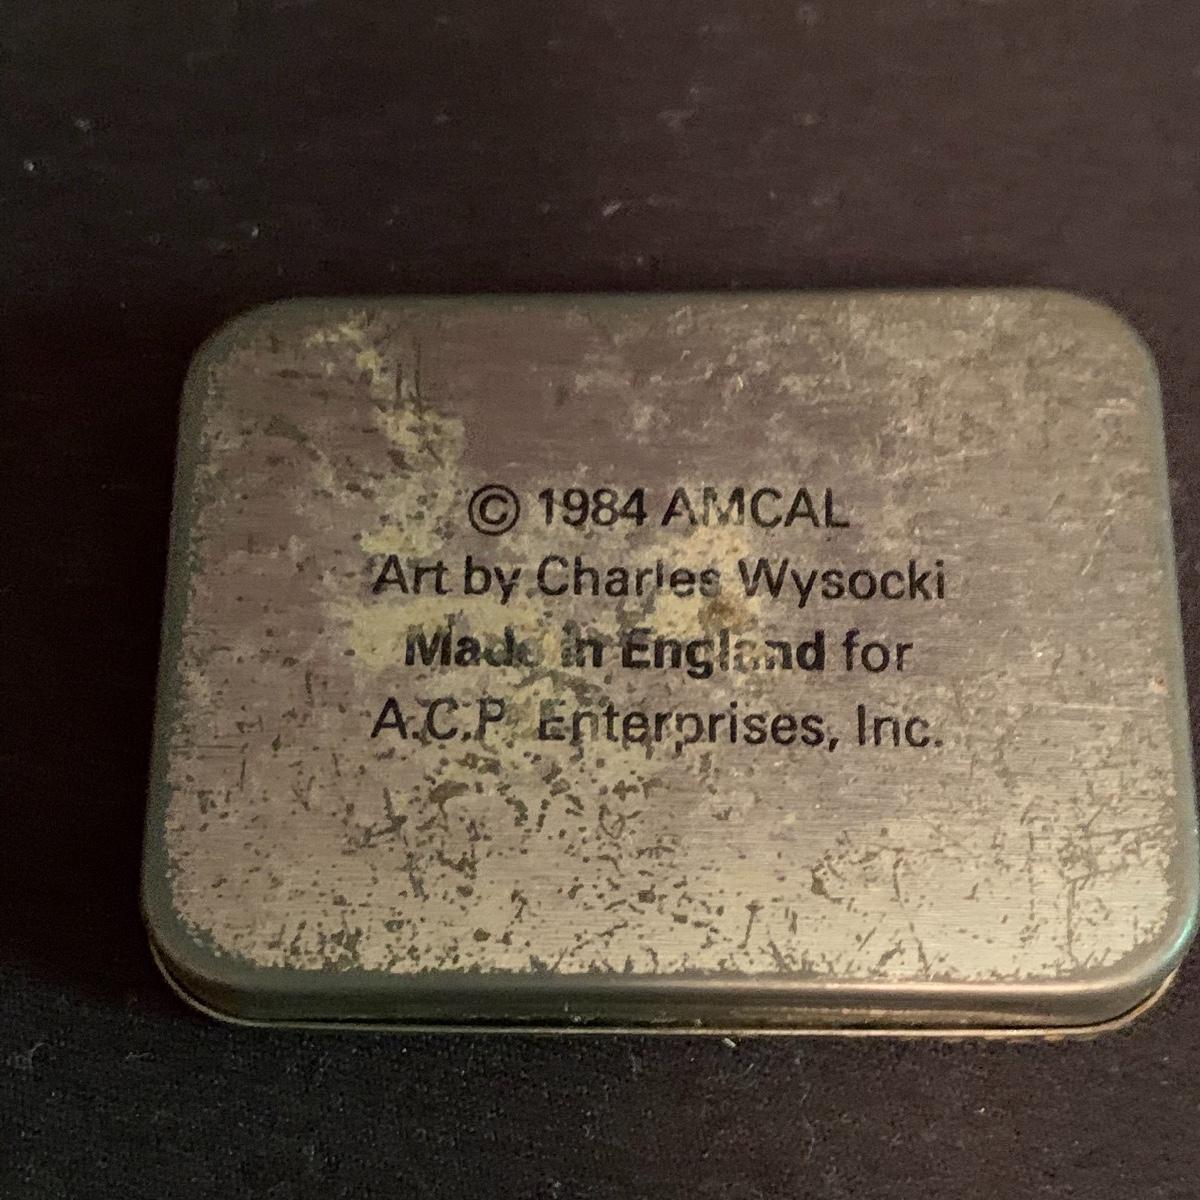 © 1984 AMCAL
Art by Charles Wysocki
Made in England for
A.C.P. Enterprises, Inc.